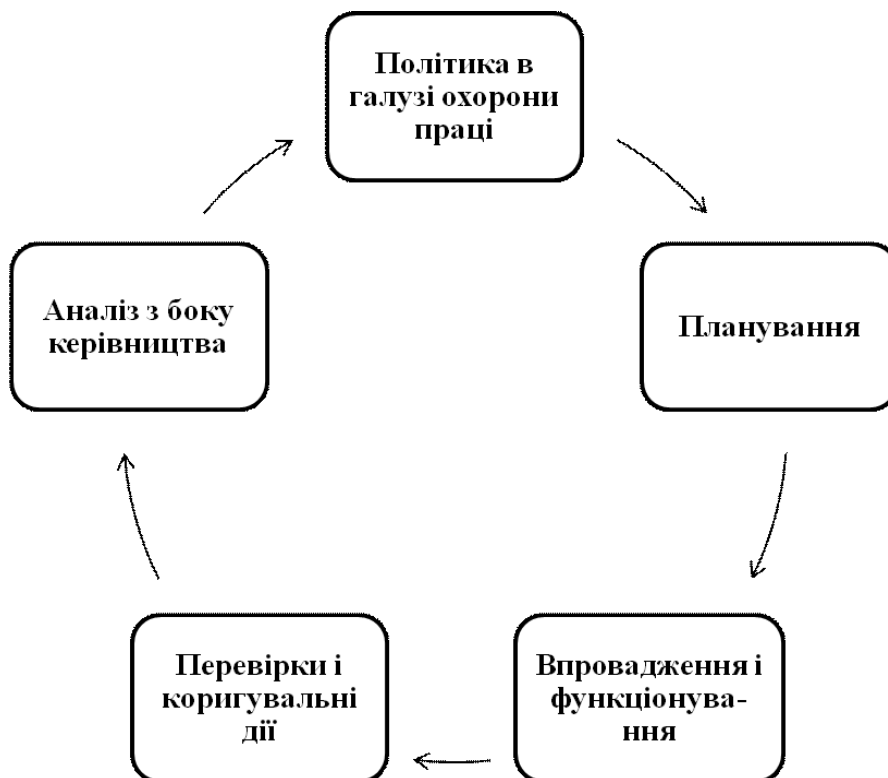 Політика в
галузі охорони
праці
Планування
Впровадження і
функціонува-
ння
Перевірки і
коригувальні
дії
Аналіз з боку
керівництва